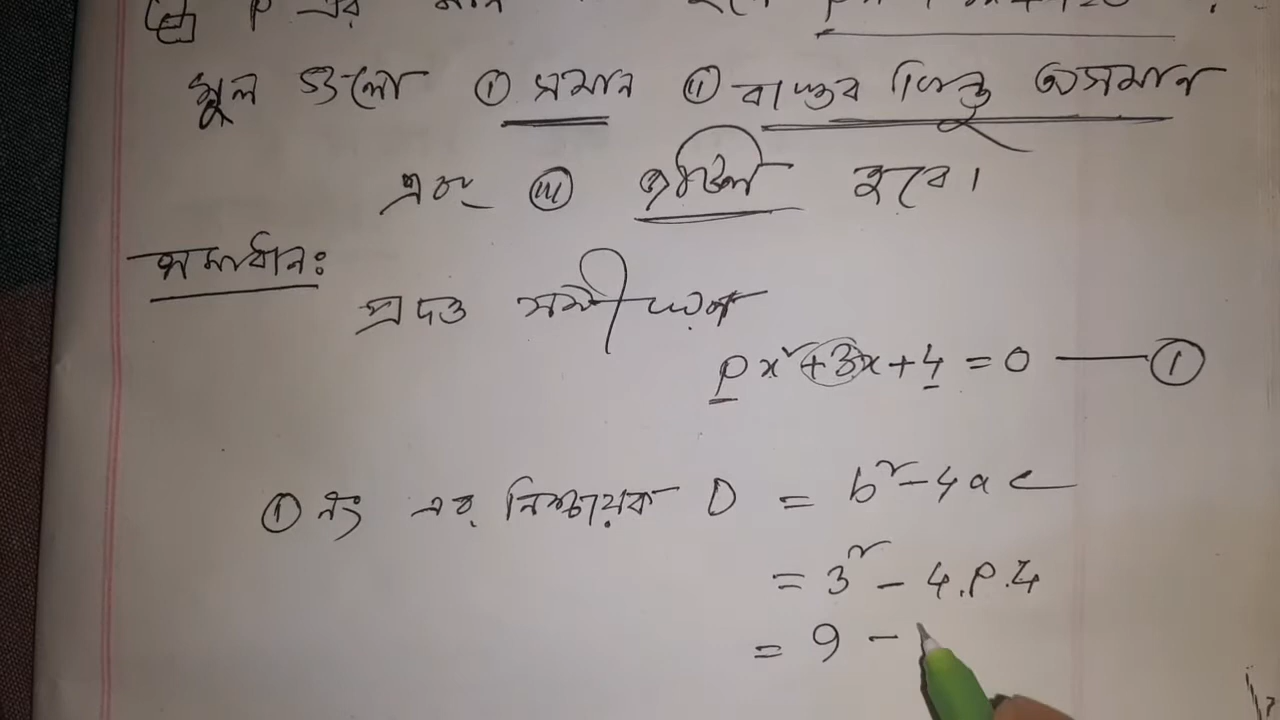 P এর মান
মূল গুলো (i) সমান (ii) বাস্তব কিন্তু অসমান
এবং (iii) জটিল হবে।
সমাধান:
প্রদত্ত সমীকরণ
px² + 3x + 4 = 0 — (1)
(1) নং এর নিশ্চায়ক D = b² - 4ac
= 3² - 4.P.4
= 9 -